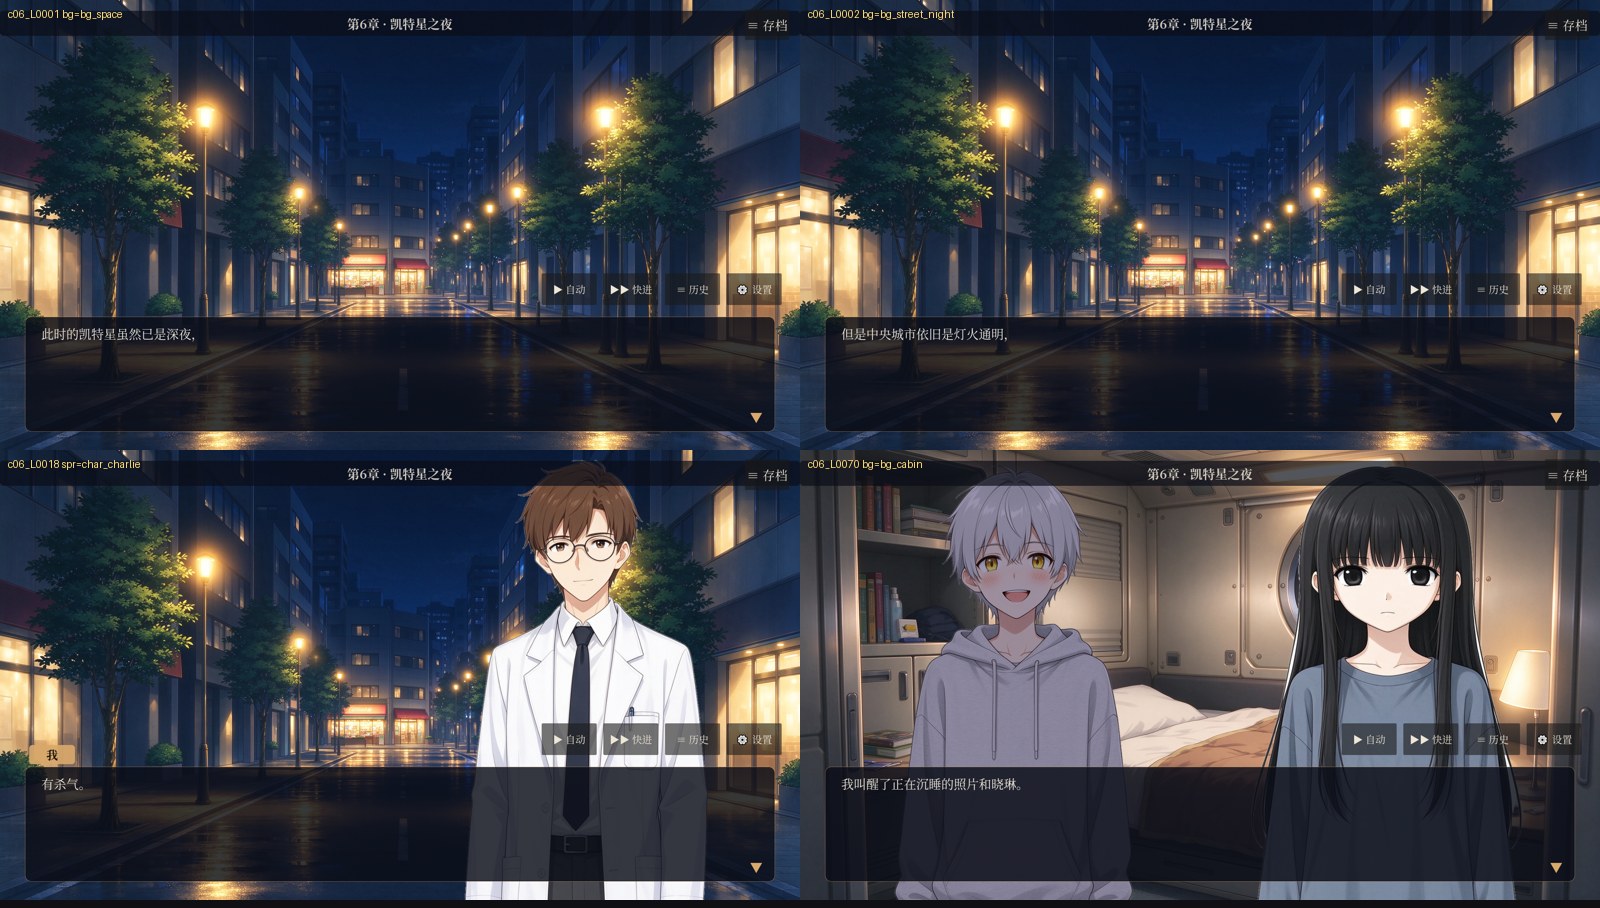 c06_L0001 bg=bg_space
第6章 · 凯特星之夜
≡ 存档
▶ 自动
▶▶ 快进
≡ 历史
设置
此时的凯特星虽然已是深夜,
▼
c06_L0002 bg=bg_street_night
第6章 · 凯特星之夜
≡ 存档
▶ 自动
▶▶ 快进
≡ 历史
设置
但是中央城市依旧是灯火通明,
▼
c06_L0018 spr=char_charlie
第6章 · 凯特星之夜
≡ 存档
▶ 自动
▶▶ 快进
≡ 历史
设置
我
有杀气。
▼
c06_L0070 bg=bg_cabin
第6章 · 凯特星之夜
≡ 存档
▶ 自动
▶▶ 快进
≡ 历史
设置
我叫醒了正在沉睡的照片和晓琳。
▼